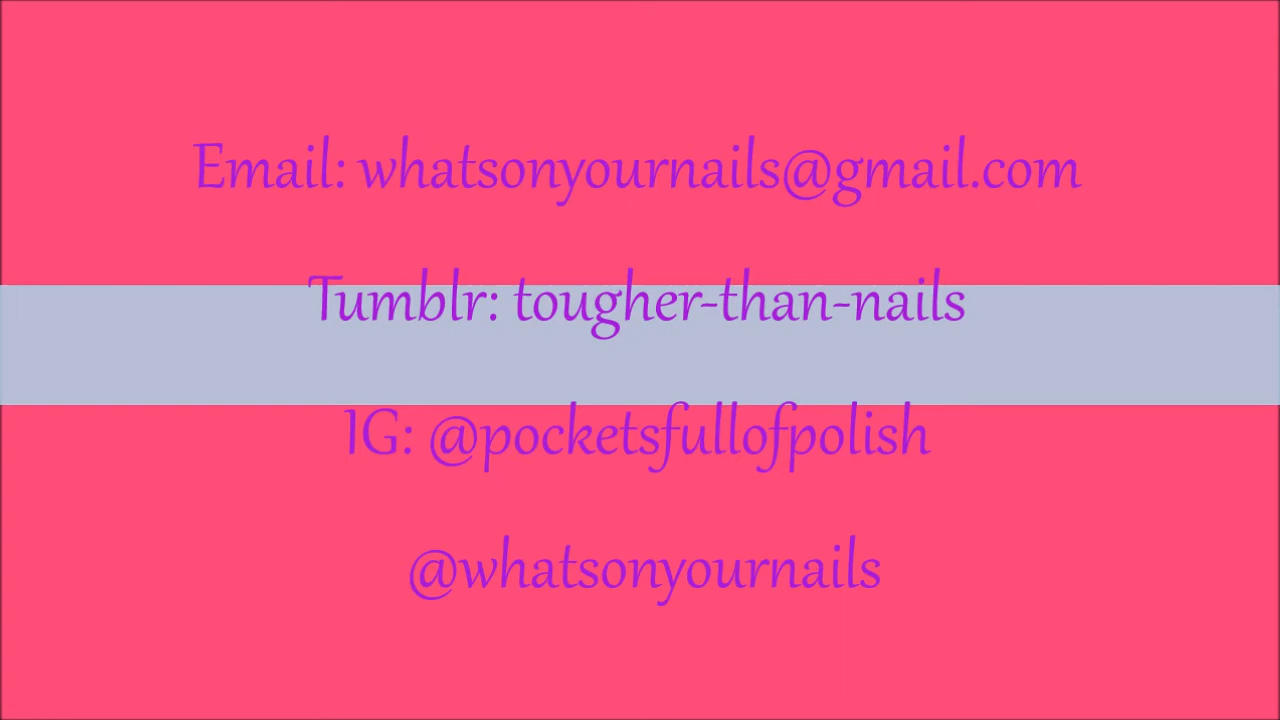 Email: whatsonyournails@gmail.com
Tumblr: tougher-than-nails
IG: @pocketsfullofpolish
@whatsonyournails